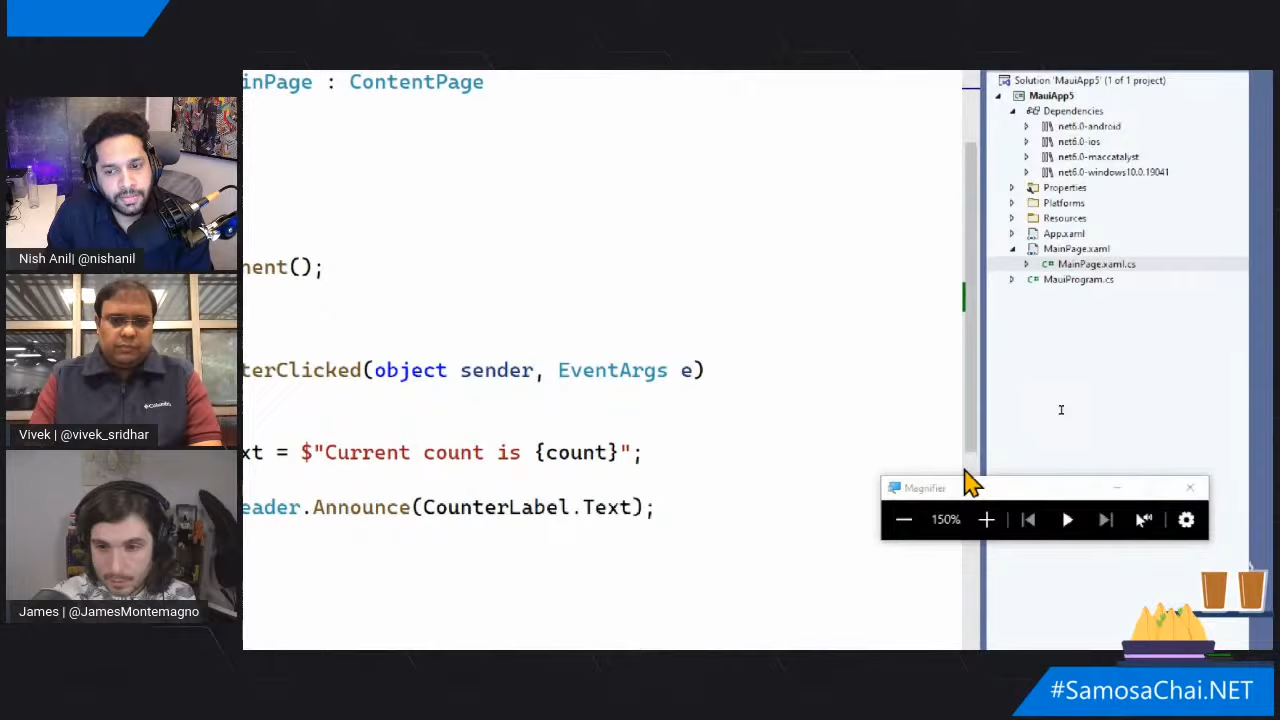 inPage : ContentPage
nent();
terClicked(object sender, EventArgs e)
xt = $"Current count is {count}";
eader.Announce(CounterLabel.Text);
Solution 'MauiApp5' (1 of 1 project)
MauiApp5
Dependencies
net6.0-android
net6.0-ios
net6.0-maccatalyst
net6.0-windows10.0.19041
Properties
Platforms
Resources
App.xaml
MainPage.xaml
C# MainPage.xaml.cs
C# MauiProgram.cs
Magnifier
150%
Nish Anil| @nishanil
Columbia
Vivek | @vivek_sridhar
James | @JamesMontemagno
#SamosaChai.NET